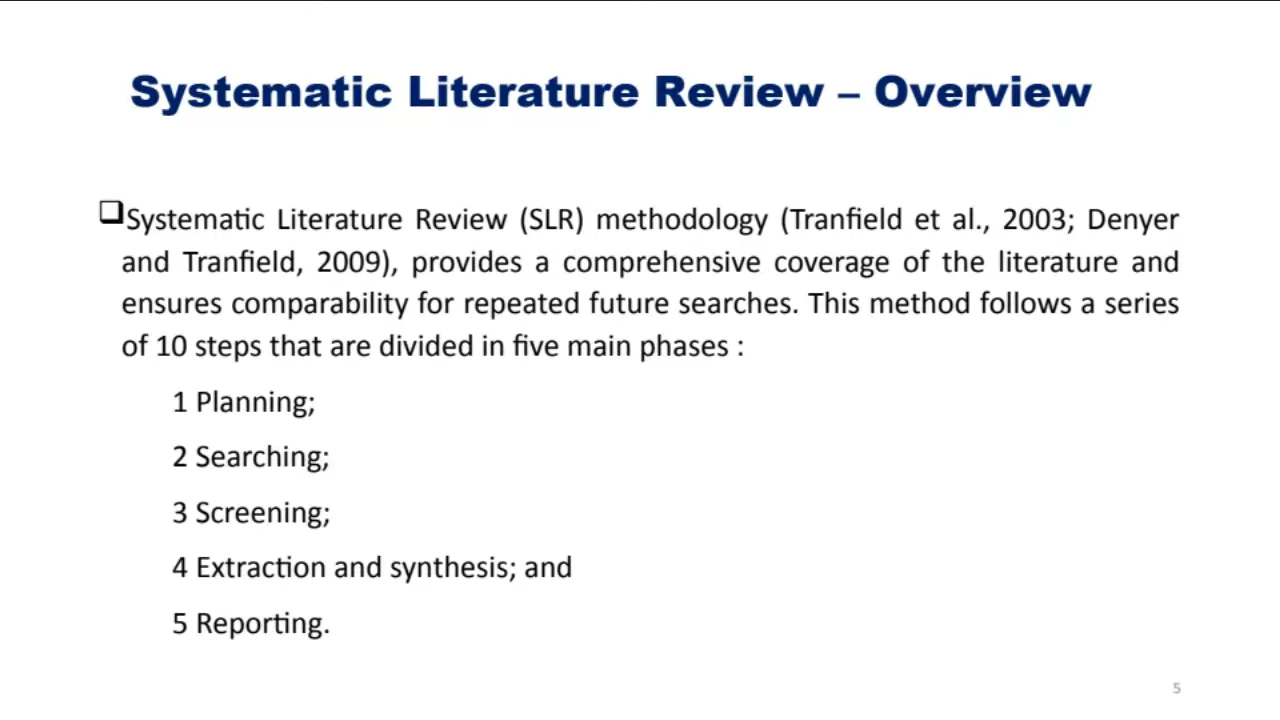 Systematic Literature Review – Overview
❑Systematic Literature Review (SLR) methodology (Tranfield et al., 2003; Denyer
and Tranfield, 2009), provides a comprehensive coverage of the literature and
ensures comparability for repeated future searches. This method follows a series
of 10 steps that are divided in five main phases :
1 Planning;
2 Searching;
3 Screening;
4 Extraction and synthesis; and
5 Reporting.
5